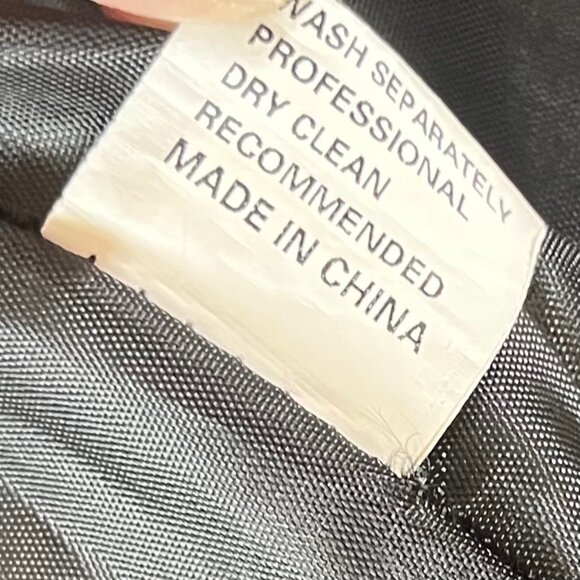 WASH SEPARATELY
PROFESSIONAL
DRY CLEAN
RECOMMENDED
MADE IN CHINA